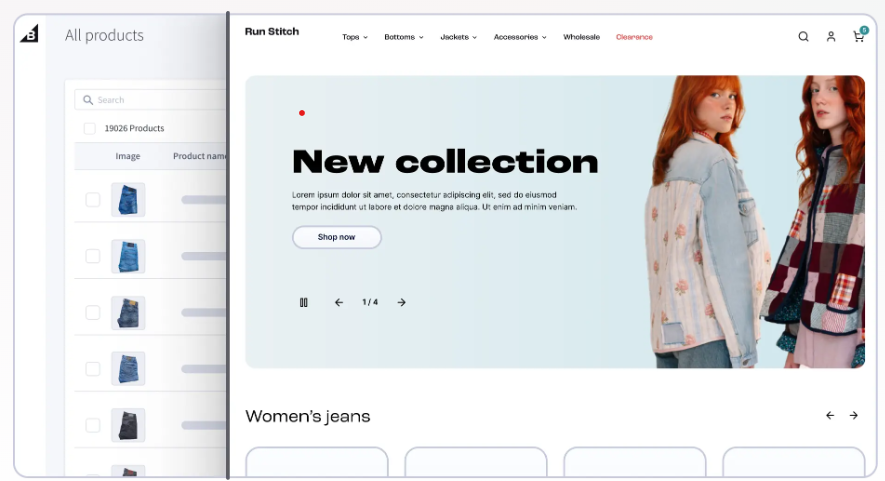 All products
Search
19026 Products
Image Product name
Run Stitch
Tops Bottoms Jackets Accessories Wholesale Clearance
New collection
Lorem ipsum dolor sit amet, consectetur adipiscing elit, sed do eiusmod
tempor incididunt ut labore et dolore magna aliqua. Ut enim ad minim veniam.
Shop now
1 / 4
Women's jeans